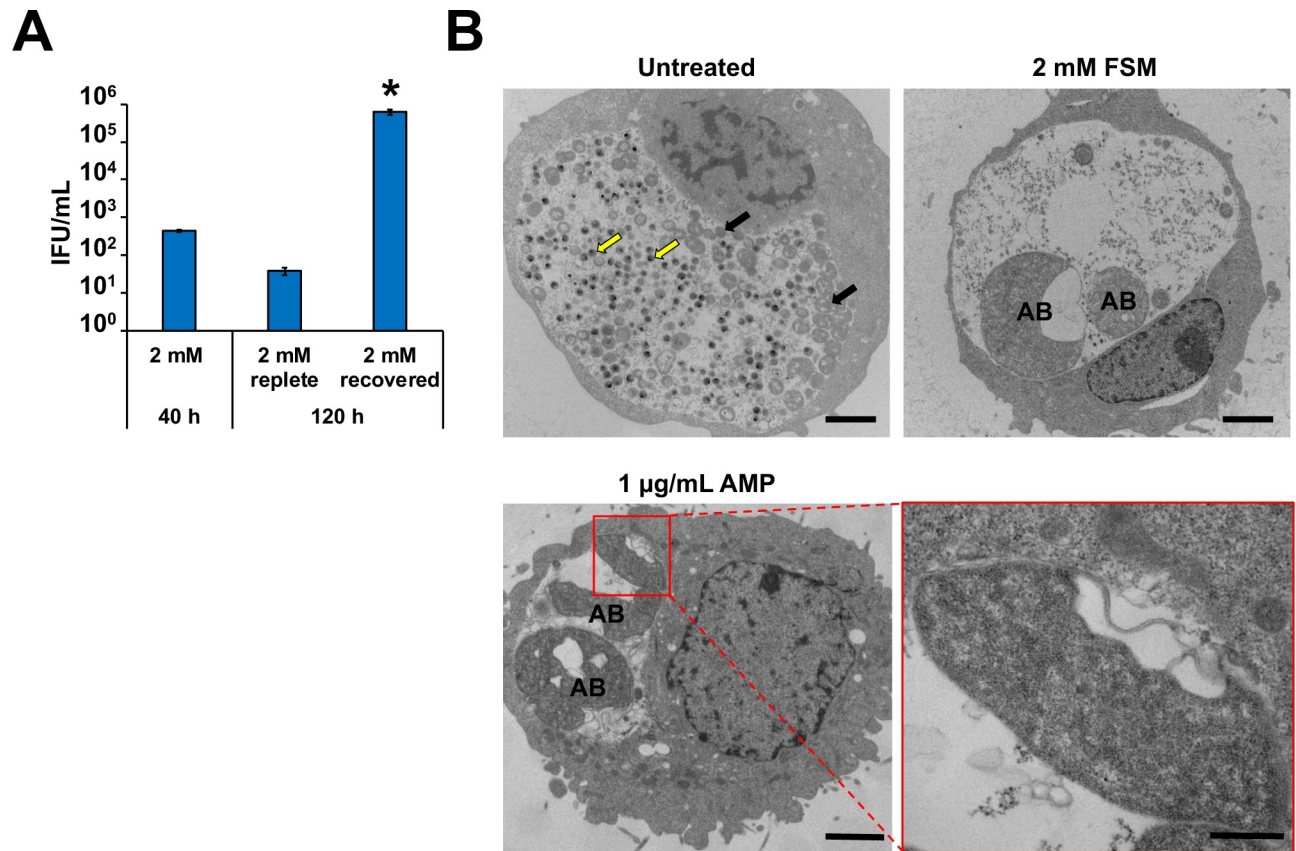 A
IFU/mL
10⁶
10⁵
10⁴
10³
10²
10¹
10⁰
*
2 mM
2 mM
replete
2 mM
recovered
40 h
120 h
B
Untreated
2 mM FSM
AB
AB
1 µg/mL AMP
AB
AB